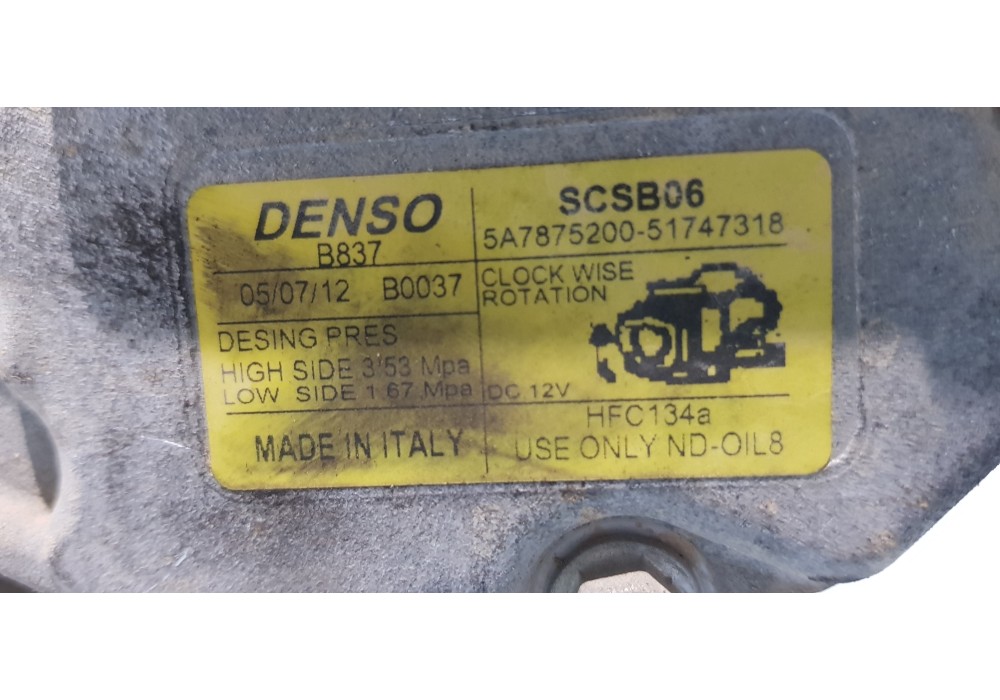 DENSO
B837
05/07/12 B0037
DESING PRES
HIGH SIDE 3'53 Mpa
LOW SIDE 1.67 Mpa
MADE IN ITALY
SCSB06
5A7875200-51747318
CLOCK WISE
ROTATION
DC 12V
HFC134a
USE ONLY ND-OIL8